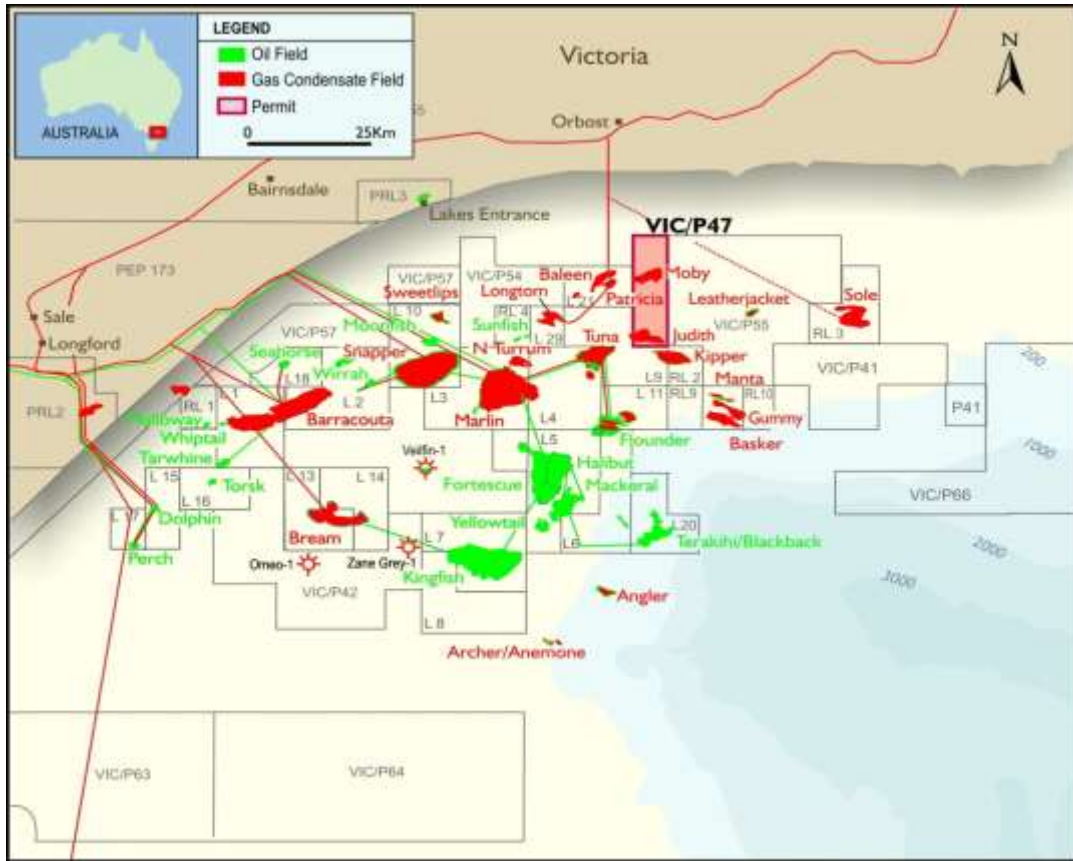 LEGEND
Oil Field
Gas Condensate Field
Permit
0 25Km
AUSTRALIA
Victoria
N
Orbost
Bairnsdale
PRL3
Lakes Entrance
VIC/P47
PEP 173
VIC/P57
VIC/P54
Baleen
Moby
Sweetlips
Longtom
L 21
Patricia
Leatherjacket
Sole
L 10
RL 4
Sale
Moonfish
Sunfish
L 29
Tuna
Judith
VIC/P55
RL 3
VIC/P57
Longford
Seahorse
Snapper
N Turrum
Kipper
200
Wirrah
L9
RL 2
Manta
VIC/P41
L 1
L 18
L 2
L3
L 11
RL9
RL10
P41
PRL2
RL 1
Barracouta
Marlin
L4
Gummy
Whiptail
Flounder
Basker
1000
Tarwhine
Veilfin-1
L5
Halibut
L 15
Torsk
L 13
L 14
Fortescue
Mackeral
VIC/P66
L 16
L 17
Dolphin
Bream
Yellowtail
L20
L 7
L6
Terakihi/Blackback
2000
Perch
Omeo-1
Zane Grey-1
Kingfish
3000
VIC/P42
Angler
L 8
Archer/Anemone
VIC/P63
VIC/P64